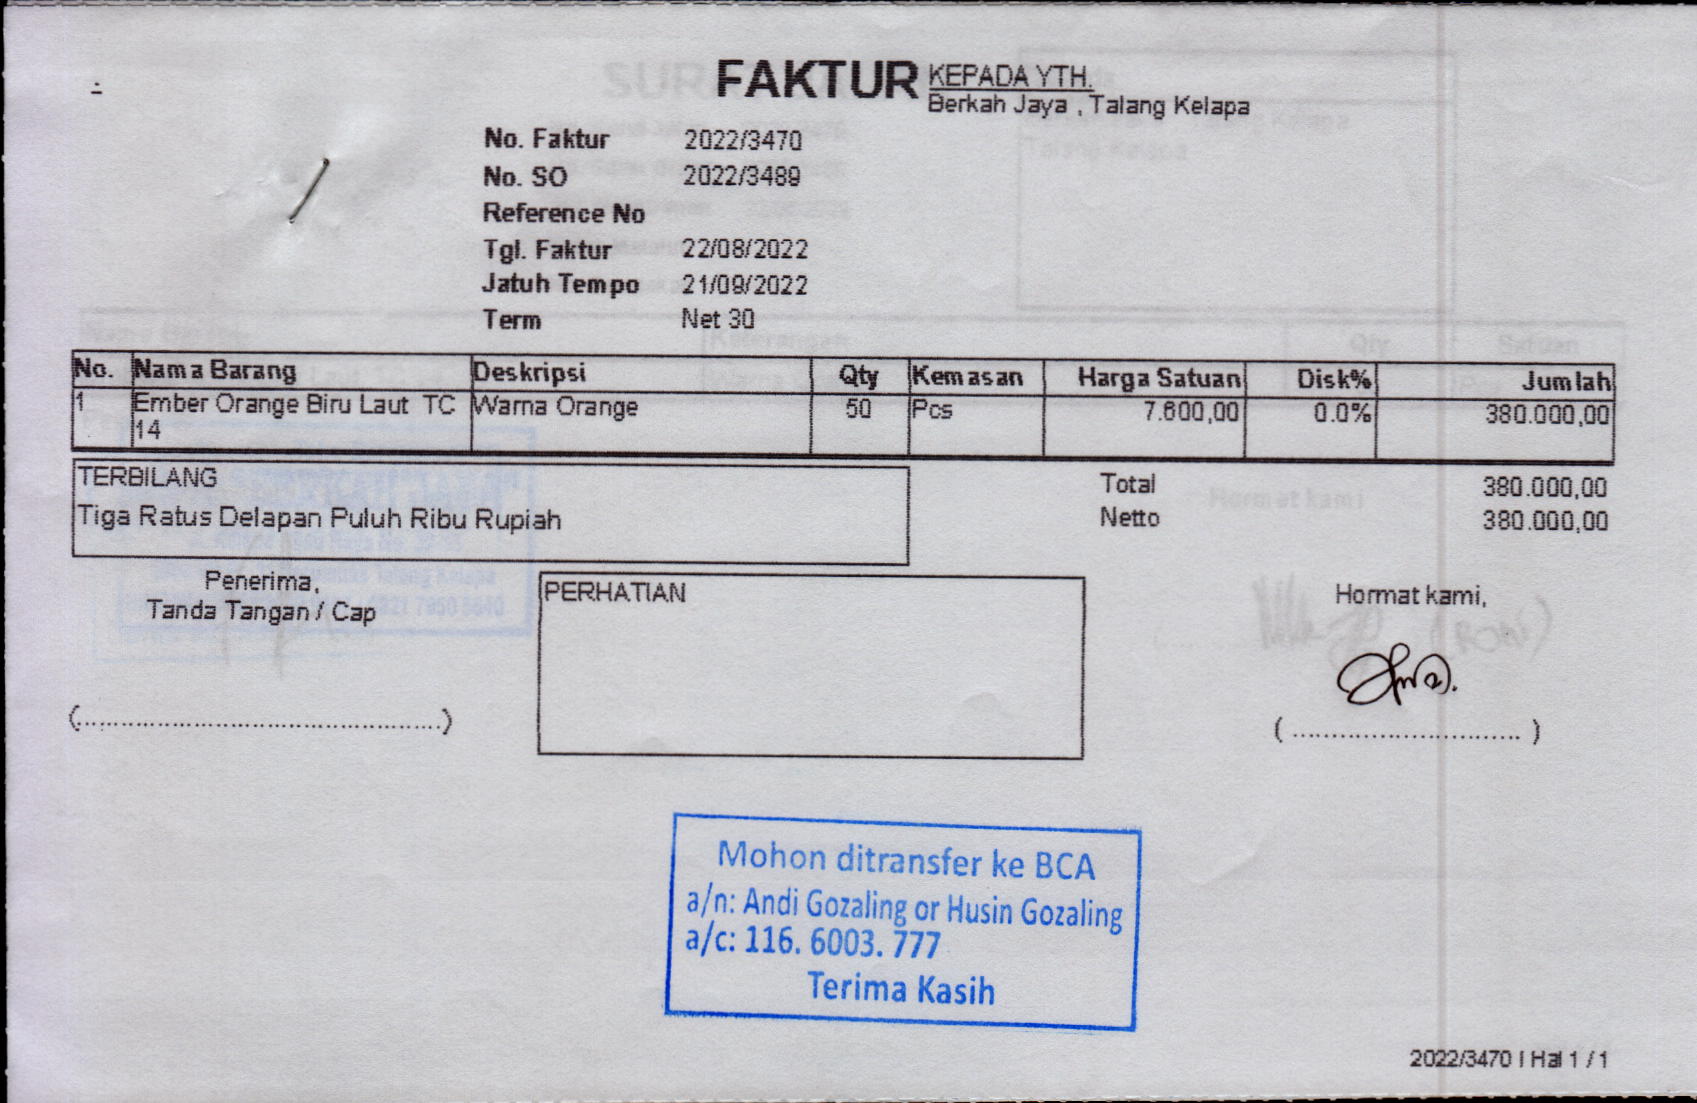 FAKTUR
KEPADA YTH.
Berkah Jaya , Talang Kelapa
No. Faktur 2022/3470
No. SO 2022/3489
Reference No
Tgl. Faktur 22/08/2022
Jatuh Tempo 21/09/2022
Term Net 30
No. Nama Barang Deskripsi Qty Kemasan Harga Satuan Disk% Jumlah
1 Ember Orange Biru Laut TC 14 Warna Orange 50 Pcs 7.600,00 0.0% 380.000,00
TERBILANG
Tiga Ratus Delapan Puluh Ribu Rupiah
Total 380.000,00
Netto 380.000,00
Penerima,
Tanda Tangan / Cap
PERHATIAN
Hormat kami,
(..............................................)
( ............................ )
Mohon ditransfer ke BCA
a/n: Andi Gozaling or Husin Gozaling
a/c: 116. 6003. 777
Terima Kasih
2022/3470 | Hal 1 / 1